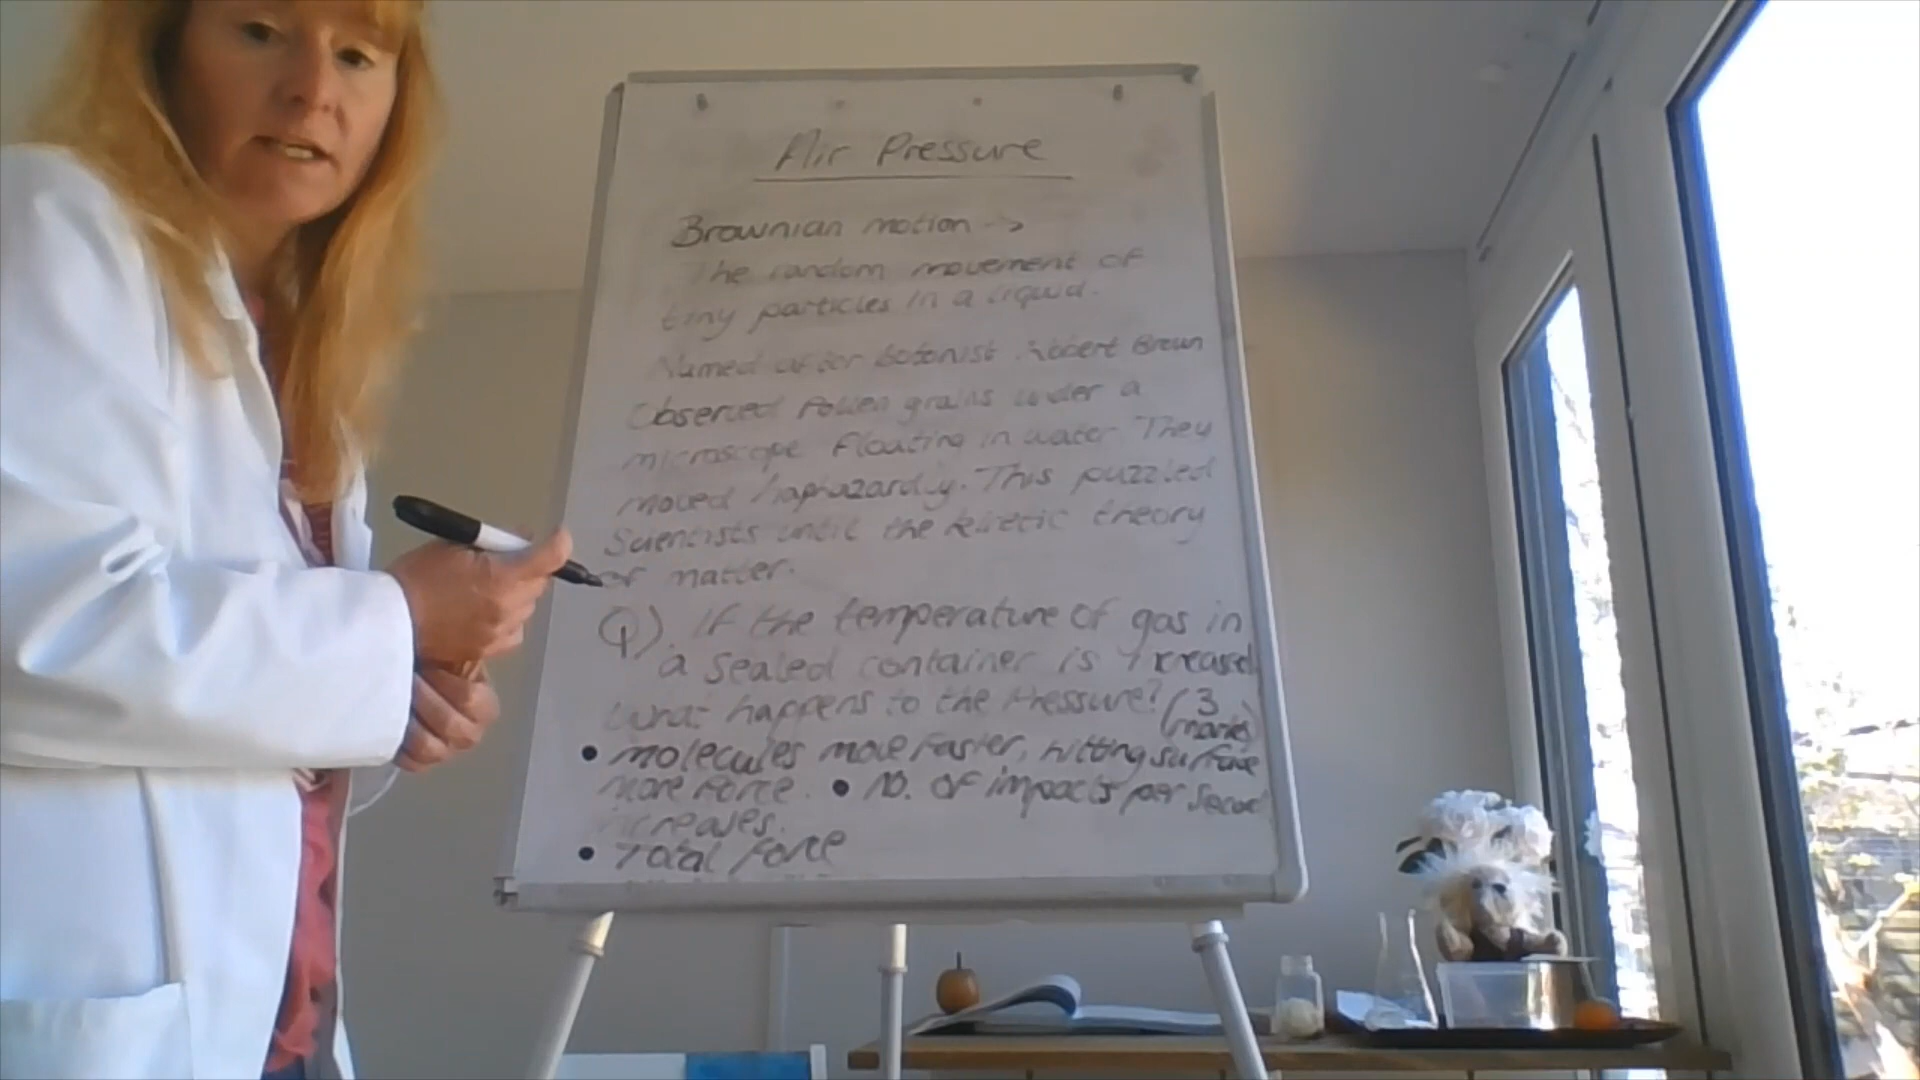 Air Pressure
Brownian motion ->
The random movement of
tiny particles in a liquid.
Named after botanist Robert Brown
Observed Pollen grains under a
microscope floating in water They
moved haphazardly. This puzzled
Scientists until the kinetic theory
of matter.
Q). If the temperature of gas in
a sealed container is
What happens to the Pressure? (3
marks)
• molecules move faster, hitting surface
more force. • no. of impacts per second
increases.
• Total force